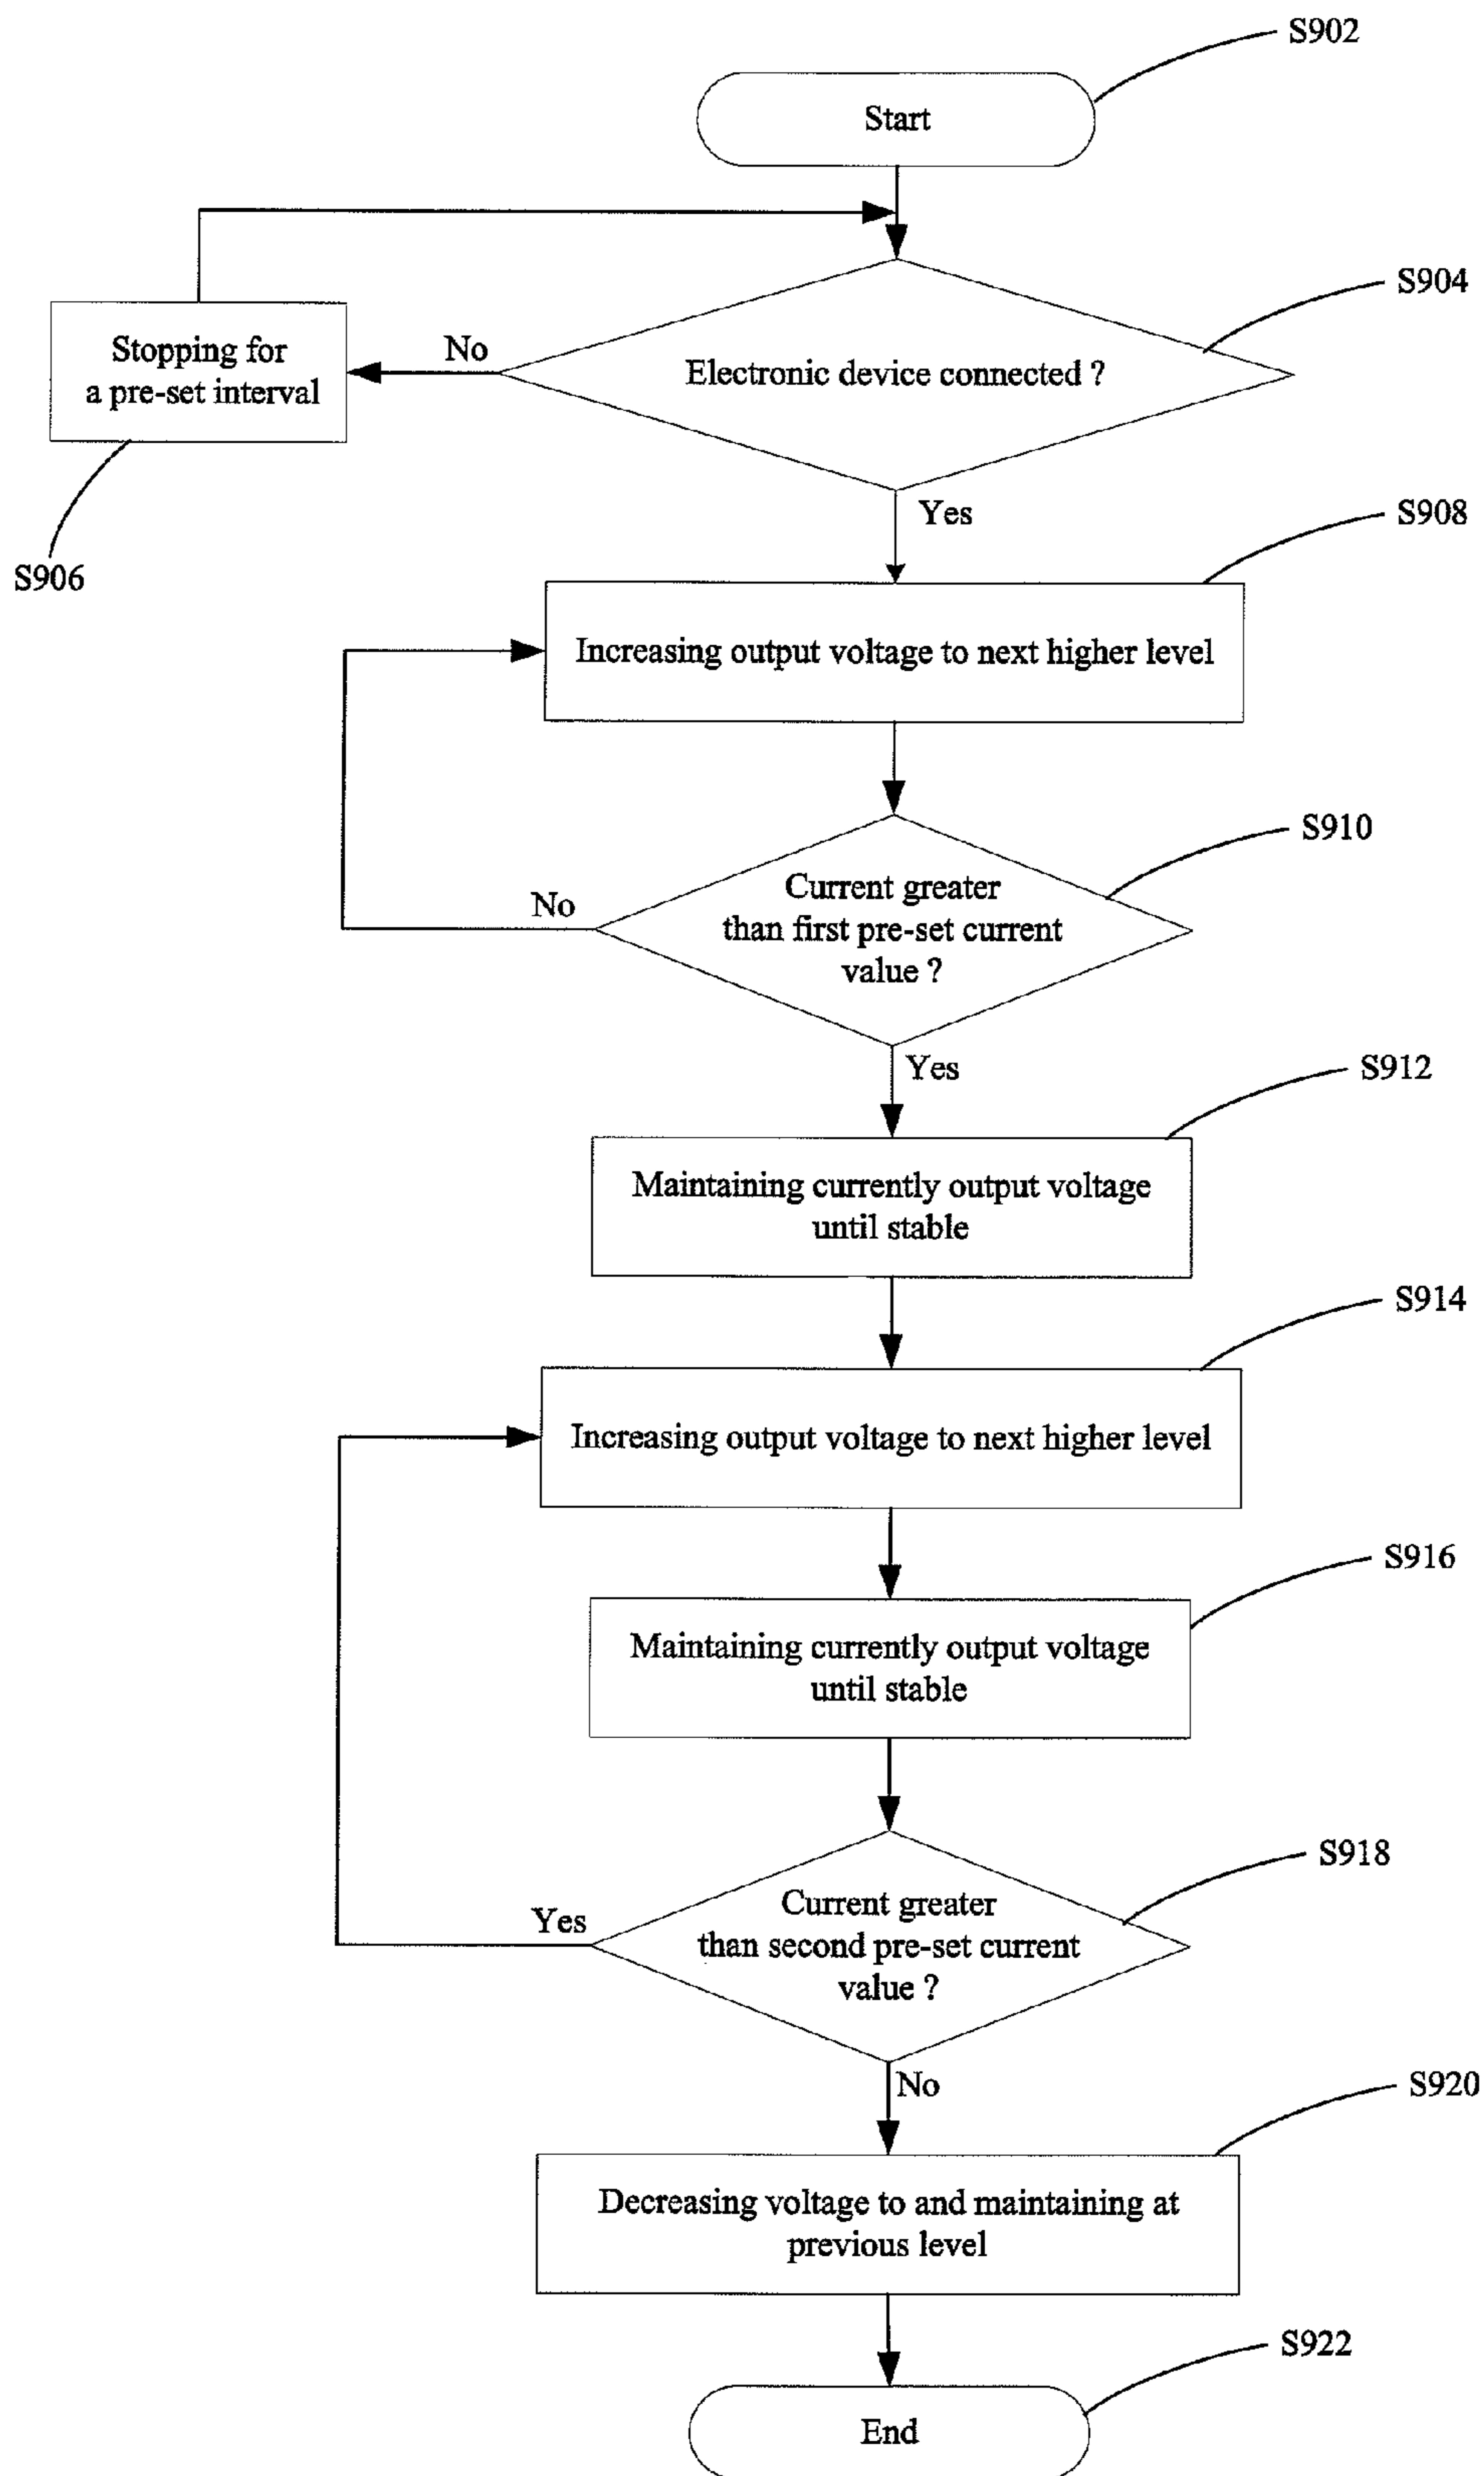 S902
Start
S904
Electronic device connected ?
No
Stopping for
a pre-set interval
S906
Yes
S908
Increasing output voltage to next higher level
S910
Current greater
than first pre-set current
value ?
No
Yes
S912
Maintaining currently output voltage
until stable
S914
Increasing output voltage to next higher level
S916
Maintaining currently output voltage
until stable
S918
Current greater
than second pre-set current
value ?
Yes
No
S920
Decreasing voltage to and maintaining at
previous level
S922
End